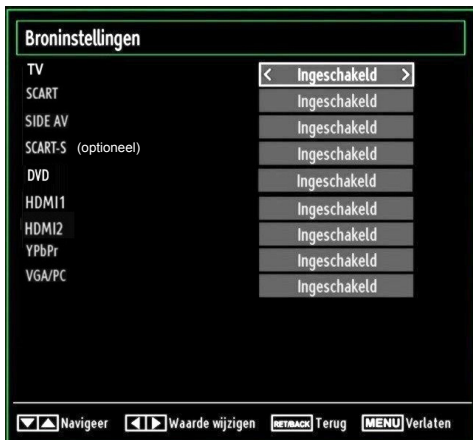 Broninstellingen
TV < Ingeschakeld >
SCART Ingeschakeld
SIDE AV Ingeschakeld
SCART-S (optioneel) Ingeschakeld
DVD Ingeschakeld
HDMI1 Ingeschakeld
HDMI2 Ingeschakeld
YPbPr Ingeschakeld
VGA/PC Ingeschakeld
Navigeer Waarde wijzigen RET/BACK Terug MENU Verlaten